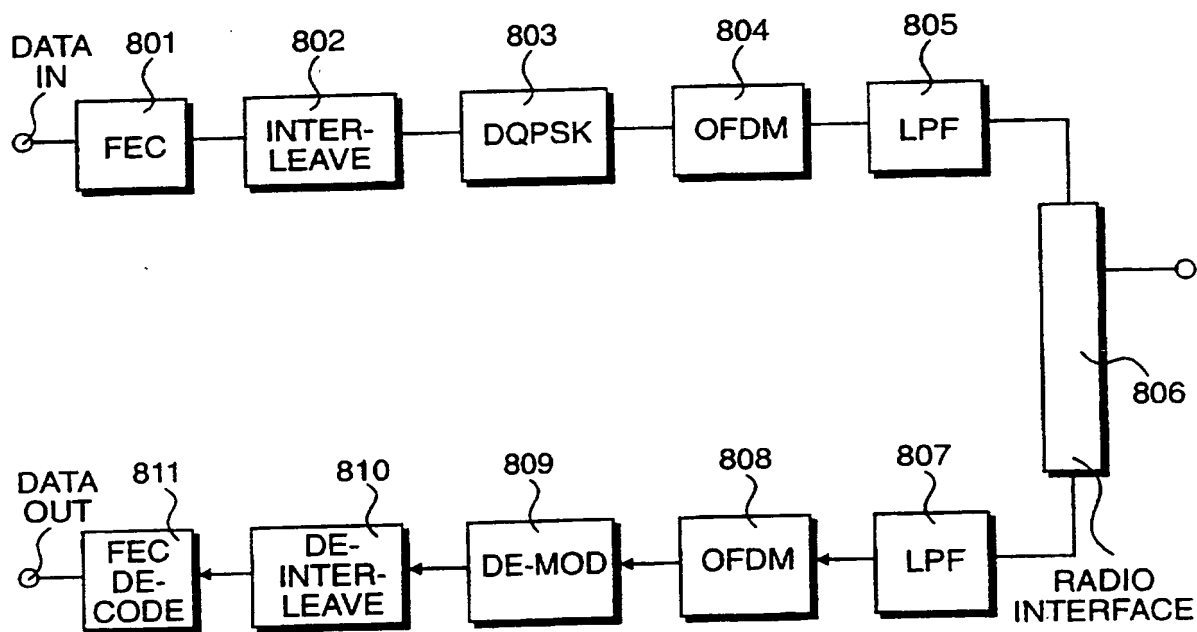 DATA
IN
801
802
803
804
805
FEC
INTER-
LEAVE
DQPSK
OFDM
LPF
806
DATA
OUT
811
810
809
808
807
FEC
DE-
CODE
DE-
INTER-
LEAVE
DE-MOD
OFDM
LPF
RADIO
INTERFACE